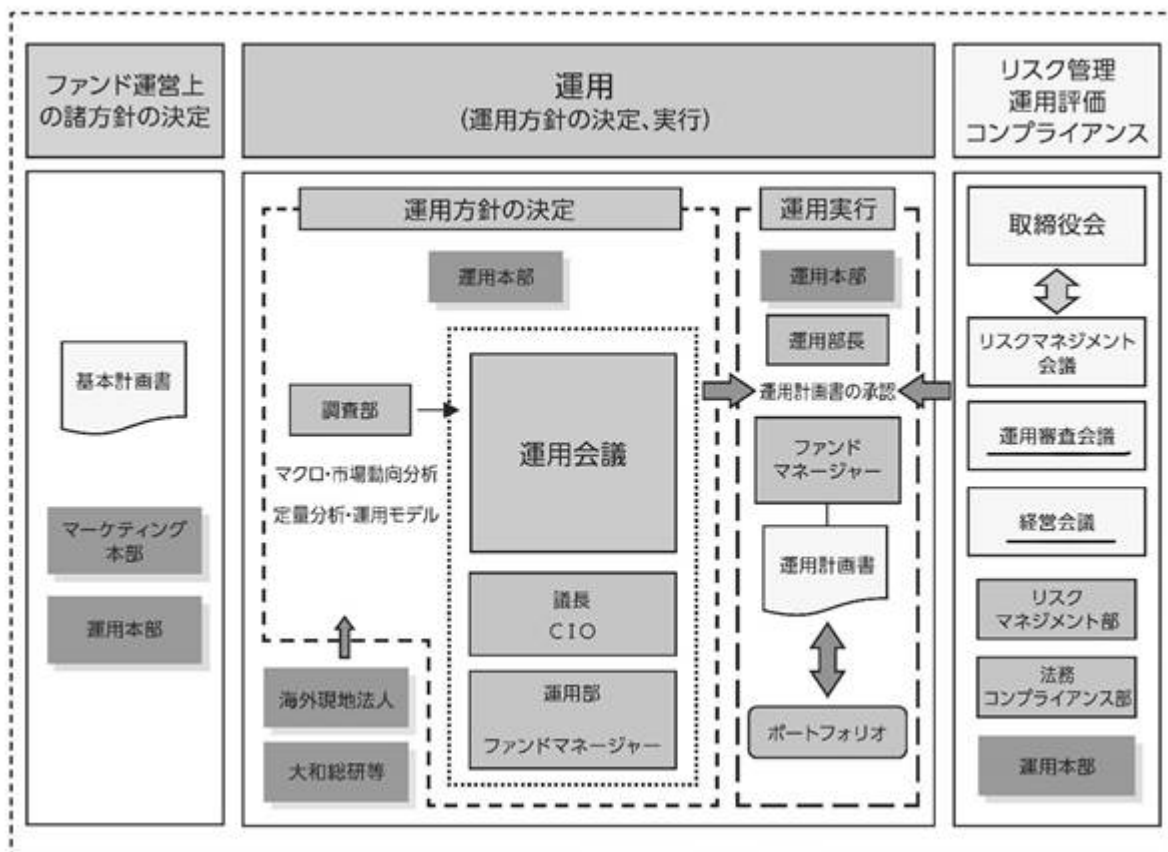 ファンド運営上
の諸方針の決定
運用
(運用方針の決定、実行)
リスク管理
運用評価
コンプライアンス
基本計画書
マーケティング
本部
運用本部
運用方針の決定
運用本部
調査部
マクロ・市場動向分析
定量分析・運用モデル
運用会議
議長
CIO
運用部
ファンドマネージャー
海外現地法人
大和総研等
運用実行
運用本部
運用部長
運用計画書の承認
ファンド
マネージャー
運用計画書
ポートフォリオ
取締役会
リスクマネジメント
会議
運用審査会議
経営会議
リスク
マネジメント部
法務
コンプライアンス部
運用本部